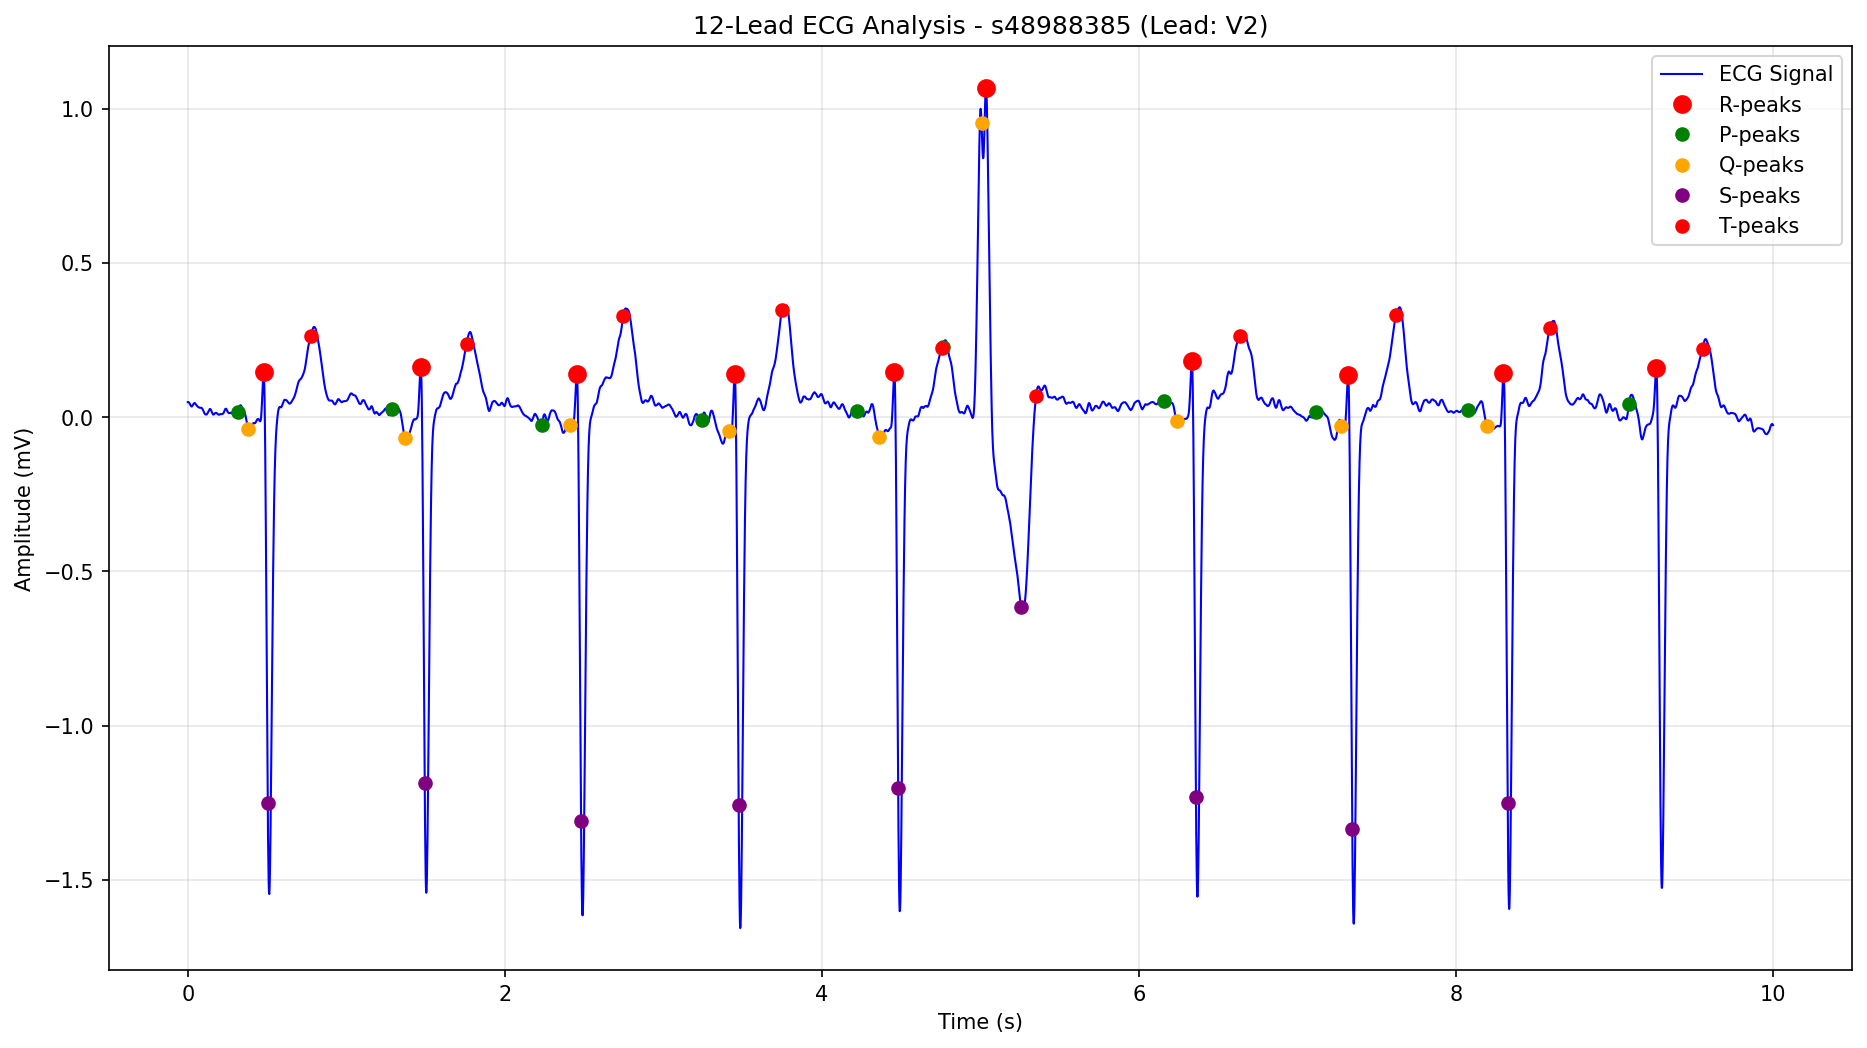 12-Lead ECG Analysis - s48988385 (Lead: V2)
ECG Signal
R-peaks
P-peaks
Q-peaks
S-peaks
T-peaks
Amplitude (mV)
1.0
0.5
0.0
−0.5
−1.0
−1.5
0 2 4 6 8 10
Time (s)